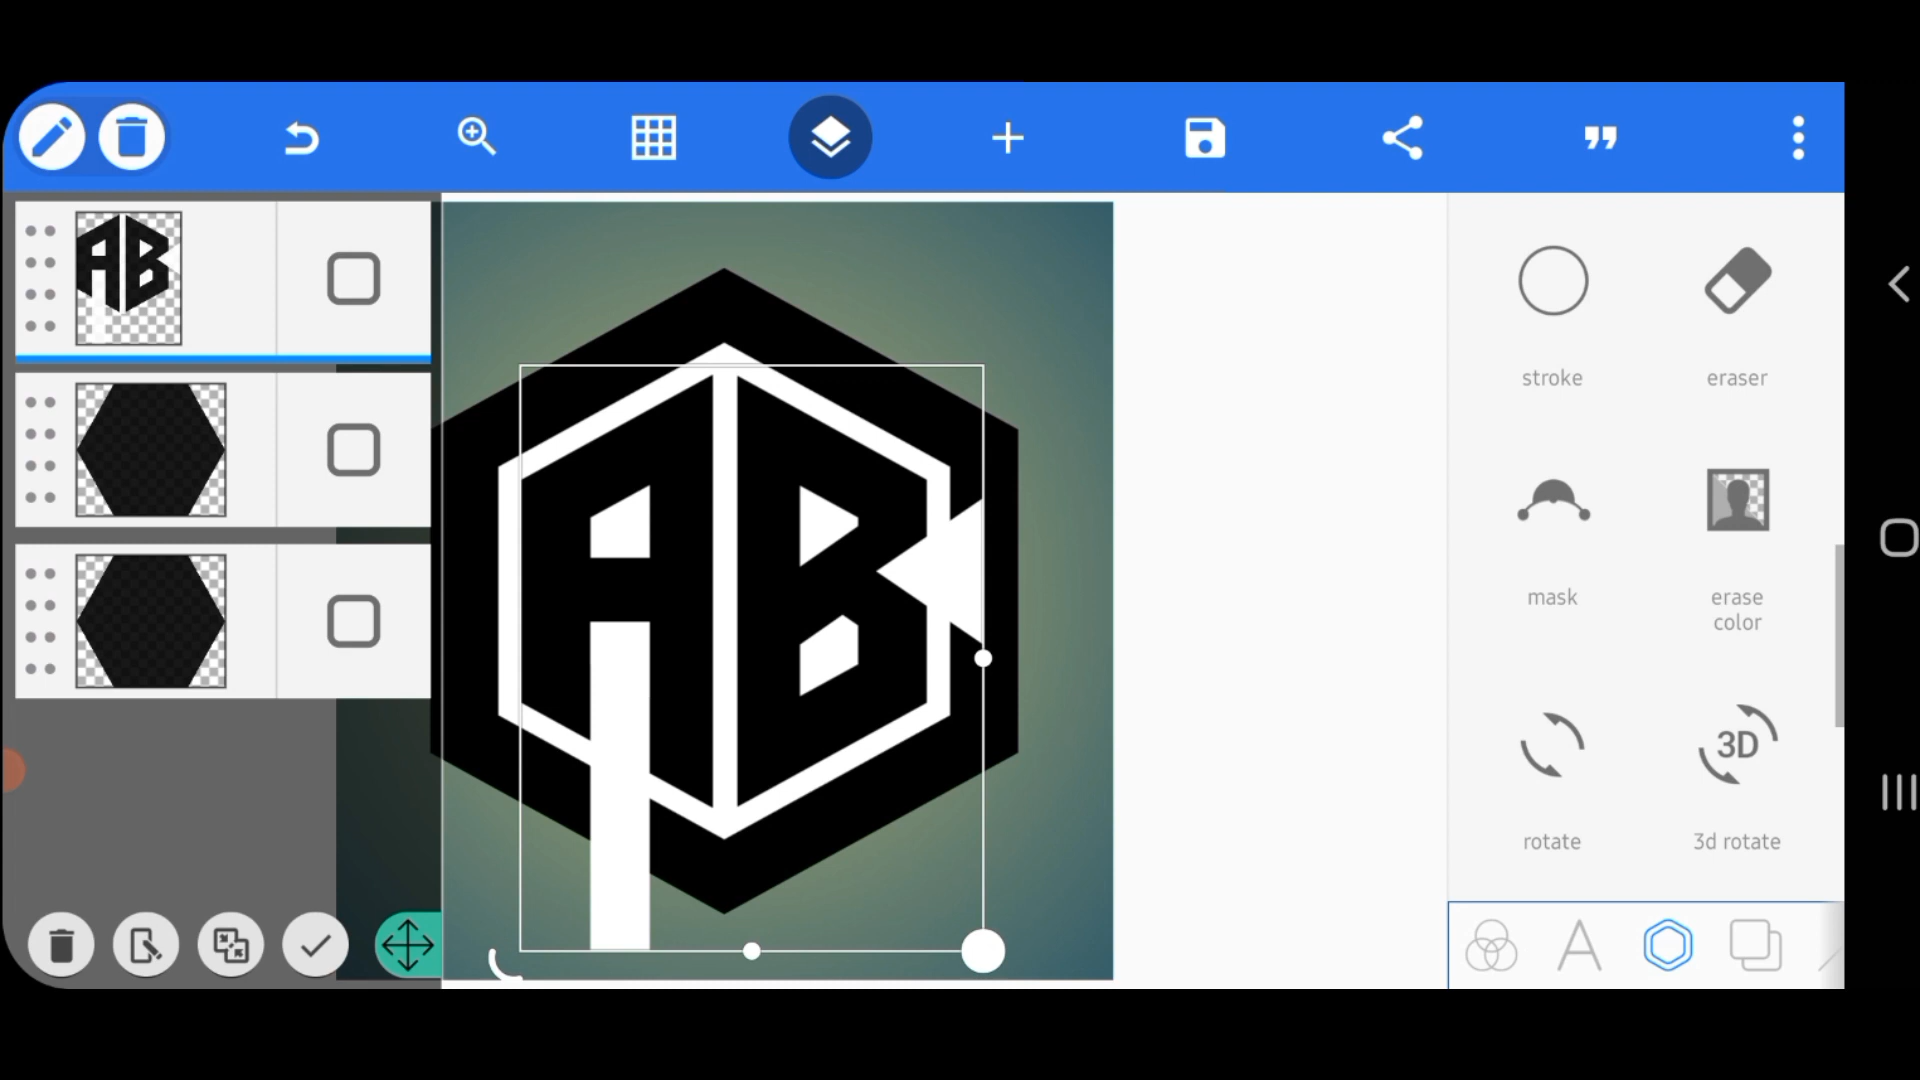 AB
AB
stroke
eraser
mask
erase
color
3D
rotate
3d rotate
A